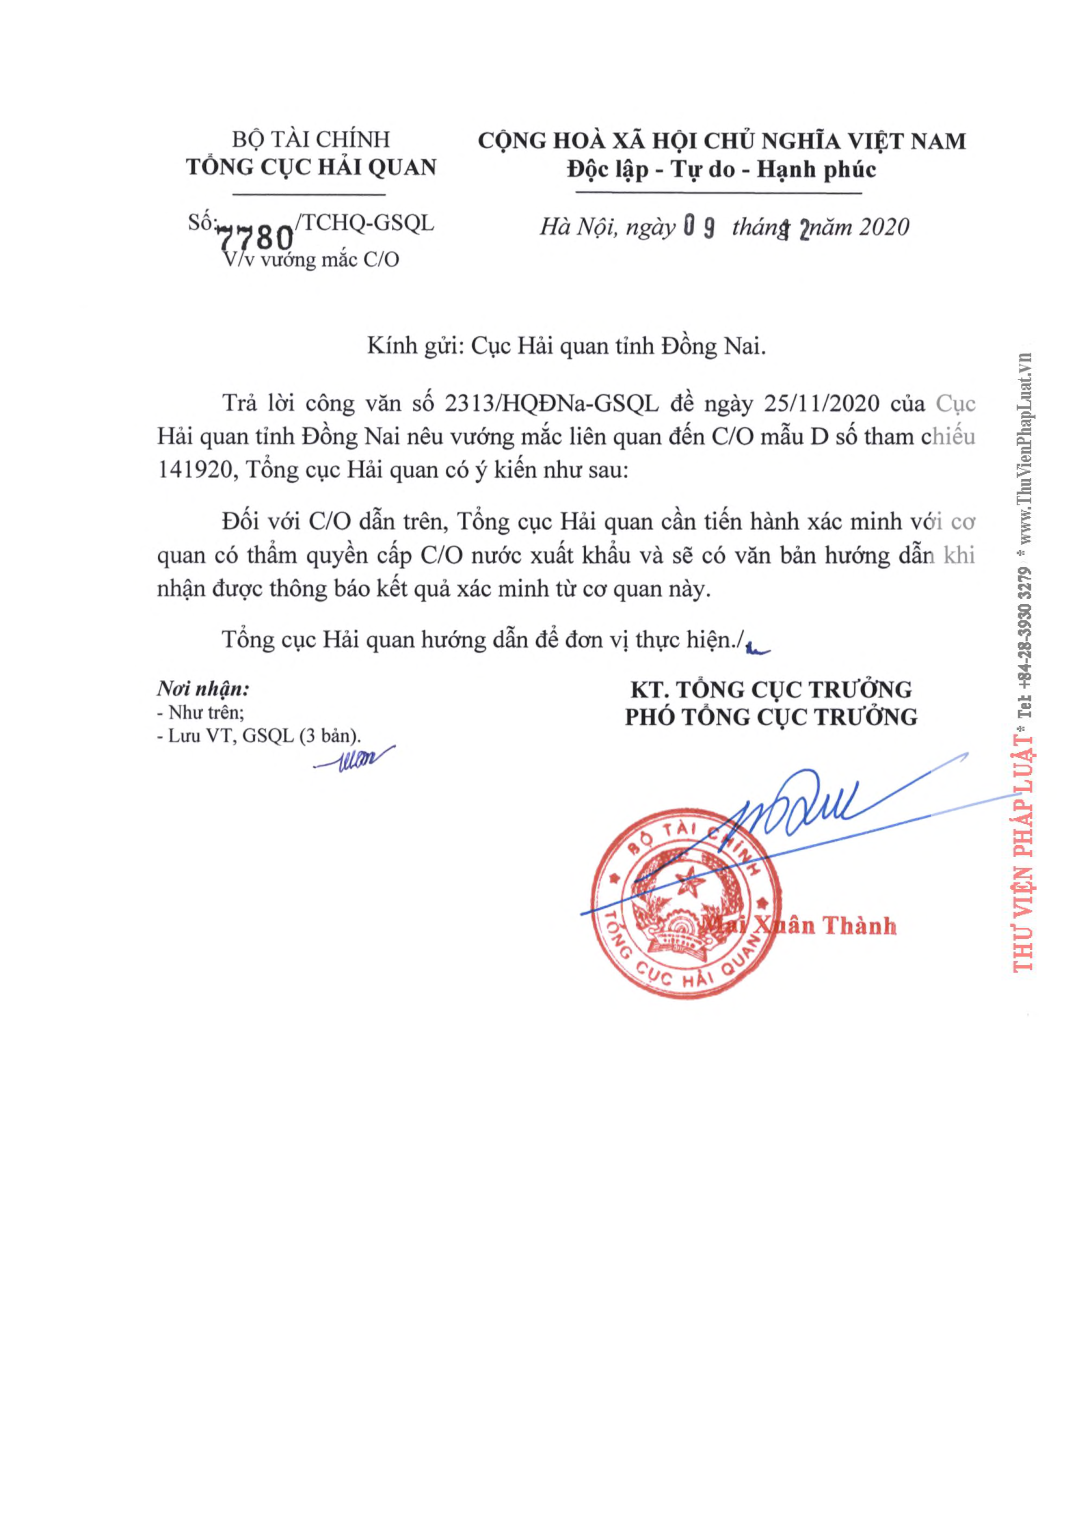 BỘ TÀI CHÍNH
TỔNG CỤC HẢI QUAN
CỘNG HOÀ XÃ HỘI CHỦ NGHĨA VIỆT NAM
Độc lập - Tự do - Hạnh phúc
Số: 7780/TCHQ-GSQL
V/v vướng mắc C/O
Hà Nội, ngày 09 tháng 12 năm 2020
Kính gửi: Cục Hải quan tỉnh Đồng Nai.
Trả lời công văn số 2313/HQĐNa-GSQL đề ngày 25/11/2020 của Cục
Hải quan tỉnh Đồng Nai nêu vướng mắc liên quan đến C/O mẫu D số tham chiếu
141920, Tổng cục Hải quan có ý kiến như sau:
Đối với C/O dẫn trên, Tổng cục Hải quan cần tiến hành xác minh với cơ
quan có thẩm quyền cấp C/O nước xuất khẩu và sẽ có văn bản hướng dẫn khi
nhận được thông báo kết quả xác minh từ cơ quan này.
Tổng cục Hải quan hướng dẫn để đơn vị thực hiện./
Nơi nhận:
- Như trên;
- Lưu VT, GSQL (3 bản).
KT. TỔNG CỤC TRƯỞNG
PHÓ TỔNG CỤC TRƯỞNG
BỘ TÀI CHÍNH
TỔNG CỤC HẢI QUAN
Mai Xuân Thành
THƯ VIỆN PHÁP LUẬT * Tel: +84-28-3930 3279 * www.ThuVienPhapLuat.vn